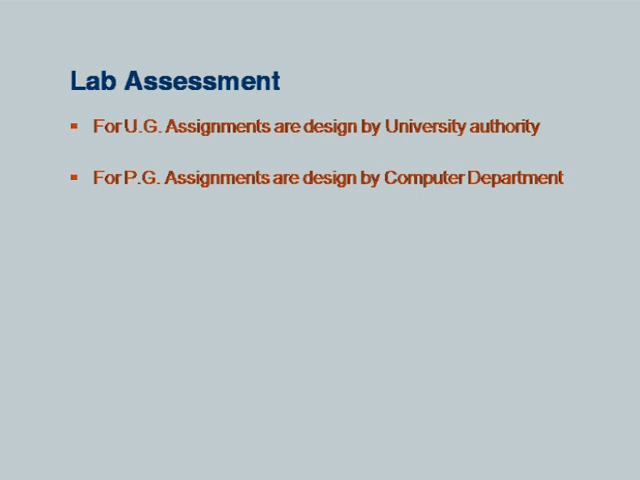 Lab Assessment
For U.G. Assignments are design by University authority
For P.G. Assignments are design by Computer Department